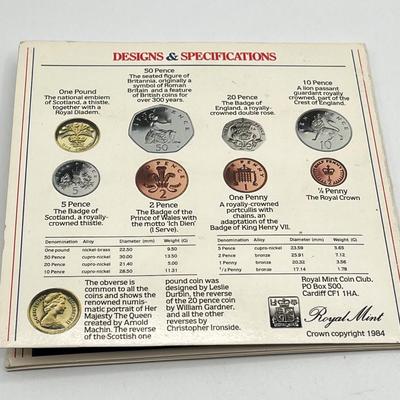 DESIGNS & SPECIFICATIONS
50 Pence
The seated figure of
Britannia, originally a
symbol of Roman
Britain and a feature
of British coins for
over 300 years.
10 Pence
A lion passant
guardant royally
crowned, part of the
Crest of England.
One Pound
The national emblem
of Scotland, a thistle,
together with a
Royal Diadem.
20 Pence
The Badge of
England, a royally-
crowned double rose.
50
10
5 Pence
The Badge of
Scotland, a royally-
crowned thistle.
2 Pence
The Badge of the
Prince of Wales with
the motto 'Ich Dien'
(I Serve).
One Penny
A royally-crowned
portcullis with
chains, an
adaptation of the
Badge of King Henry VII.
½ Penny
The Royal Crown
Denomination Alloy Diameter (mm) Weight (G)
One pound nickel-brass 22.50 9.50
50 Pence cupro-nickel 30.00 13.50
20 Pence cupro-nickel 21.40 5.00
10 Pence cupro-nickel 28.50 11.31
Denomination Alloy Diameter (mm) Weight (G)
5 Pence cupro-nickel 23.59 5.65
2 Pence bronze 25.91 7.12
1 Penny bronze 20.32 3.56
½ Penny bronze 17.14 1.78
The obverse is
common to all the
coins and shows the
renowned numis-
matic portrait of Her
Majesty The Queen
created by Arnold
Machin. The reverse
of the Scottish one
pound coin was
designed by Leslie
Durbin, the reverse of
the 20 pence coin
by William Gardner,
and all the other
reverses by
Christopher Ironside.
Royal Mint Coin Club,
PO Box 500,
Cardiff CF1 1HA.
Royal Mint
Crown copyright 1984